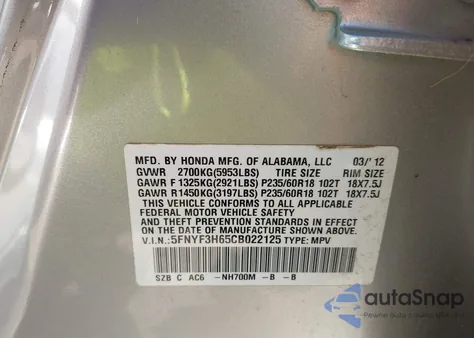 MFD. BY HONDA MFG. OF ALABAMA, LLC 03/'12
GVWR 2700KG(5953LBS) TIRE SIZE RIM SIZE
GAWR F 1325KG(2921LBS) P235/60R18 102T 18X7.5J
GAWR R1450KG(3197LBS) P235/60R18 102T 18X7.5J
THIS VEHICLE CONFORMS TO ALL APPLICABLE
FEDERAL MOTOR VEHICLE SAFETY
AND THEFT PREVENTION STANDARDS IN EFFECT
ON THE DATE OF MANUFACTURE SHOWN ABOVE.
V.I.N.: 5FNYF3H65CB022125 TYPE: MPV
SZB C AC6 -NH700M -B -B
autoSnap